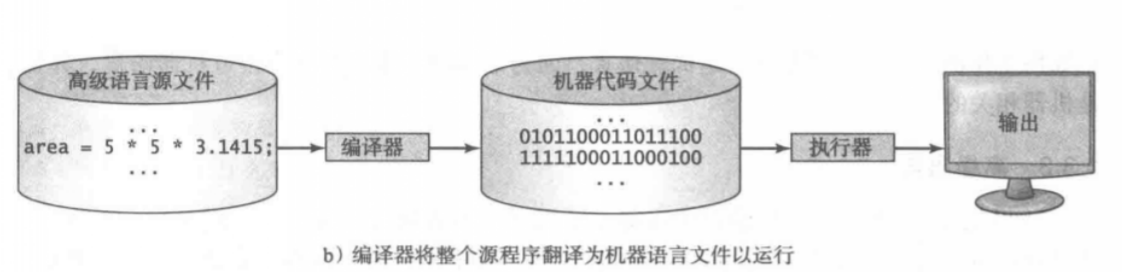 高级语言源文件
...
area = 5 * 5 * 3.1415;
...
编译器
机器代码文件
...
0101100011011100
1111100011000100
...
执行器
输出
b) 编译器将整个源程序翻译为机器语言文件以运行